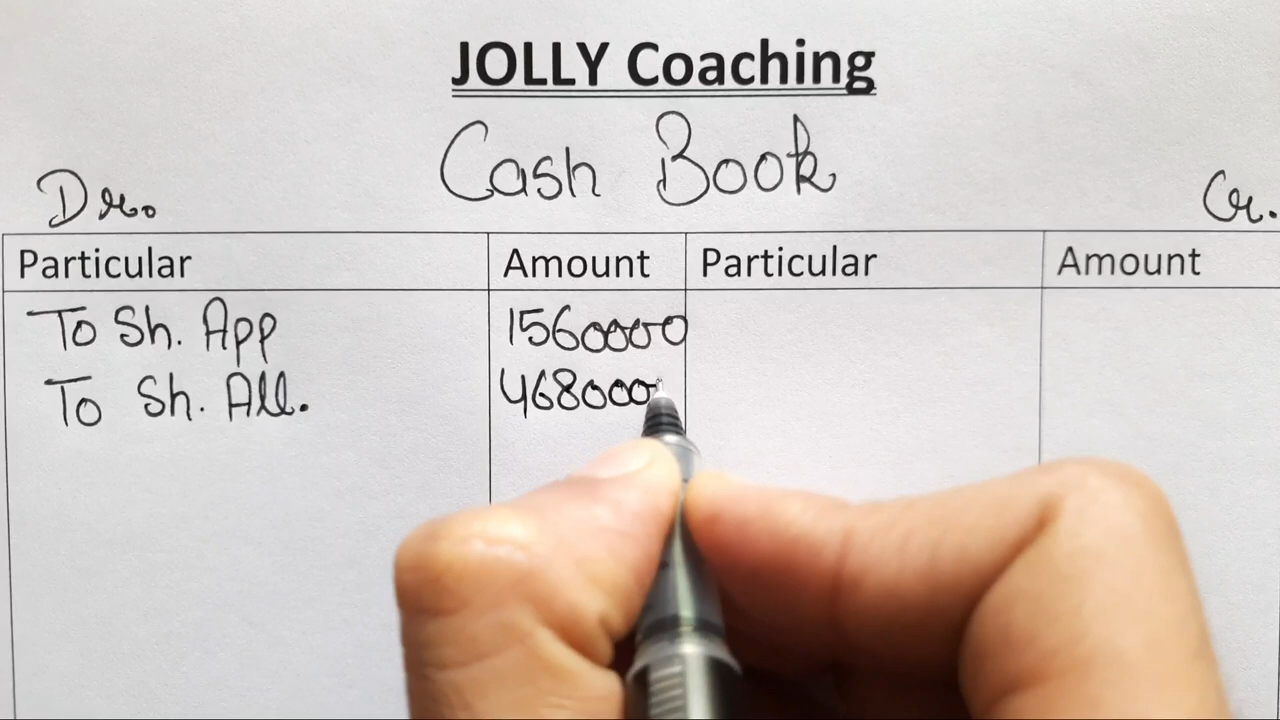 JOLLY Coaching
Cash Book
Dr.
Cr.
Particular Amount Particular Amount
To Sh. App 1560000
To Sh. All. 468000